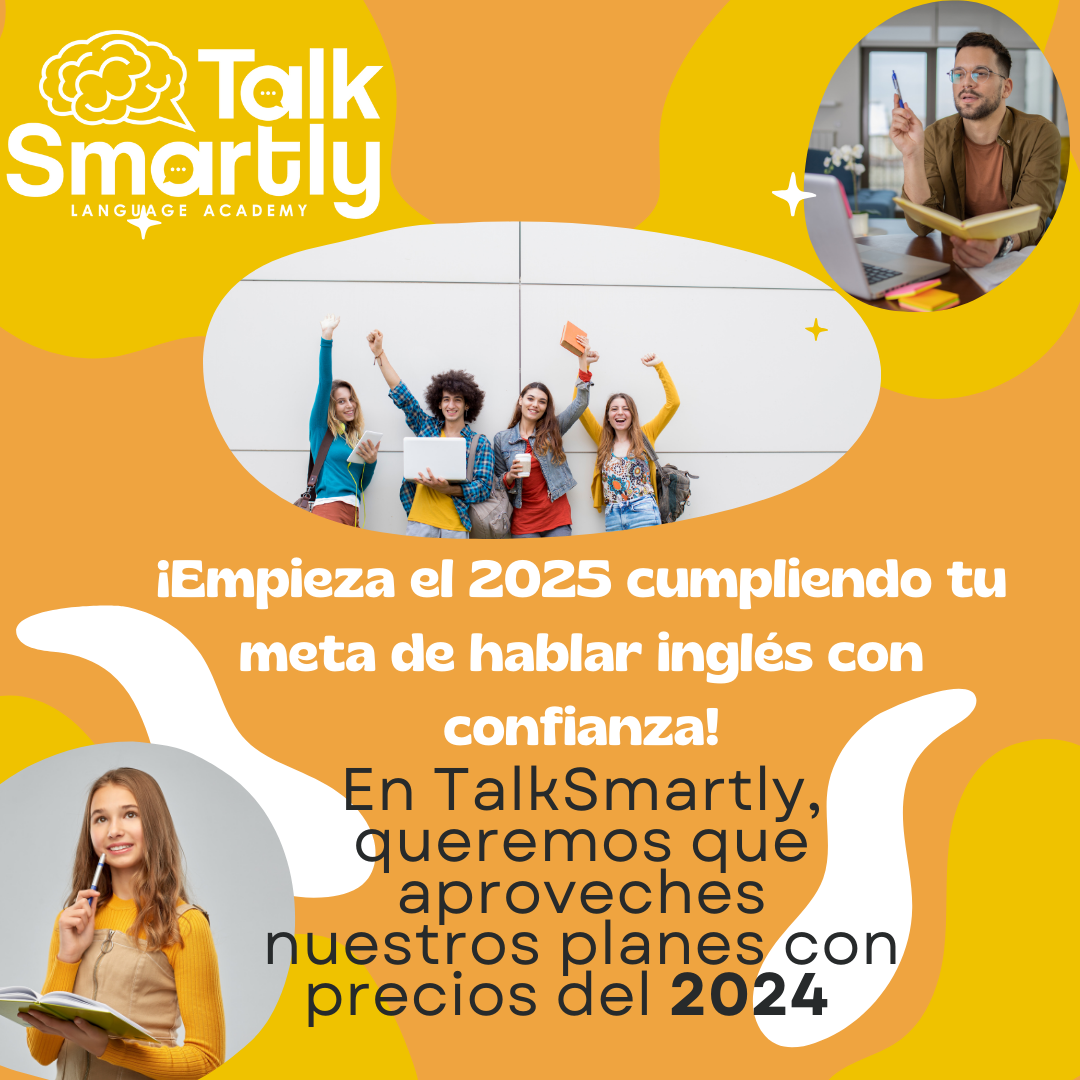 Talk
Smartly
LANGUAGE ACADEMY
¡Empieza el 2025 cumpliendo tu
meta de hablar inglés con
confianza!
En TalkSmartly,
queremos que
aproveches
nuestros planes con
precios del 2024